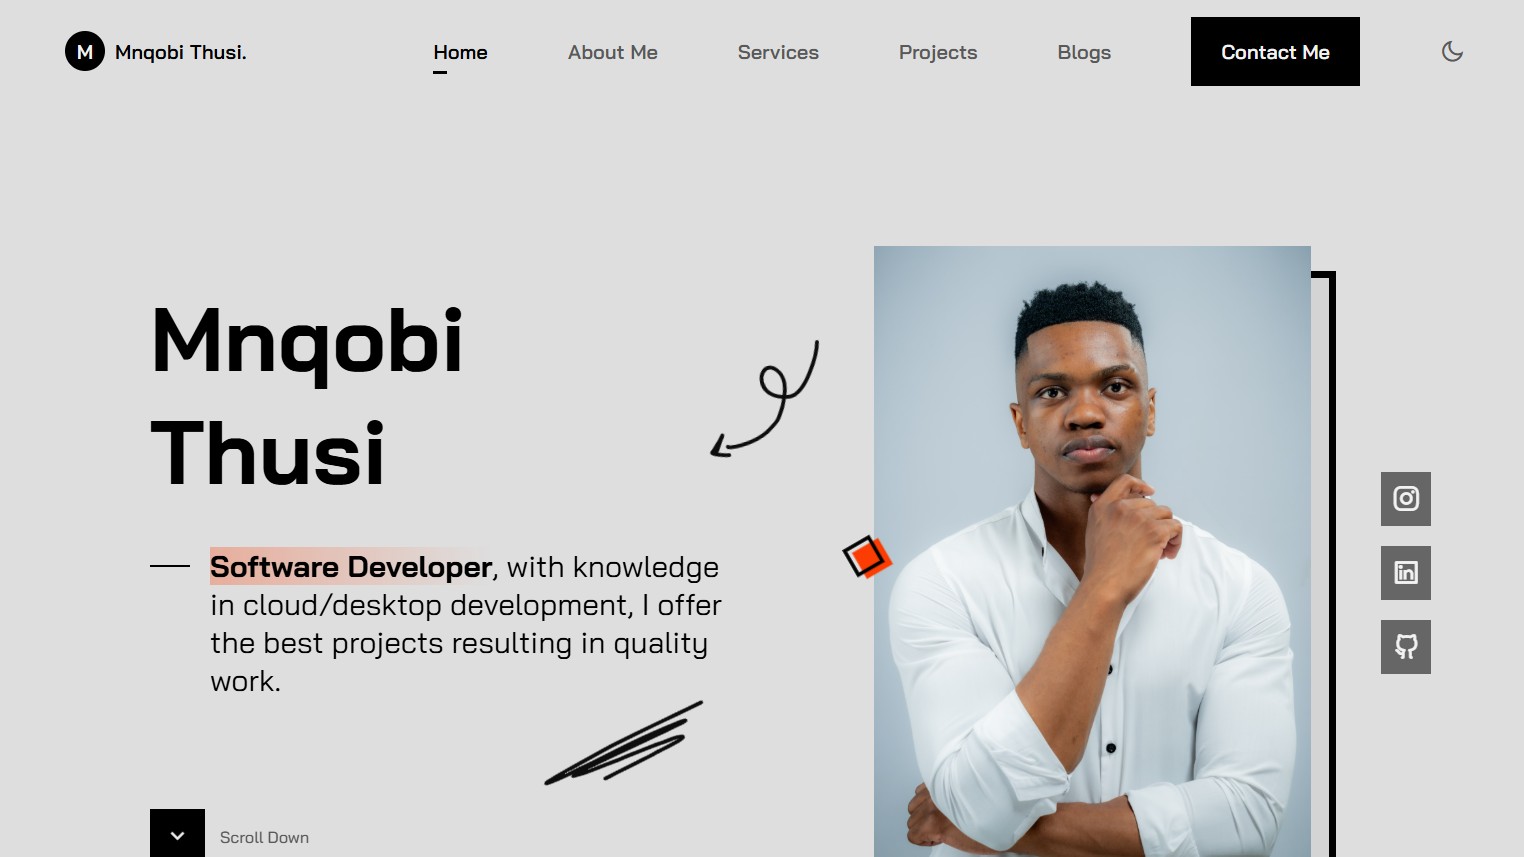 M Mnqobi Thusi. Home About Me Services Projects Blogs Contact Me
Mnqobi
Thusi
Software Developer, with knowledge
in cloud/desktop development, I offer
the best projects resulting in quality
work.
in
Scroll Down